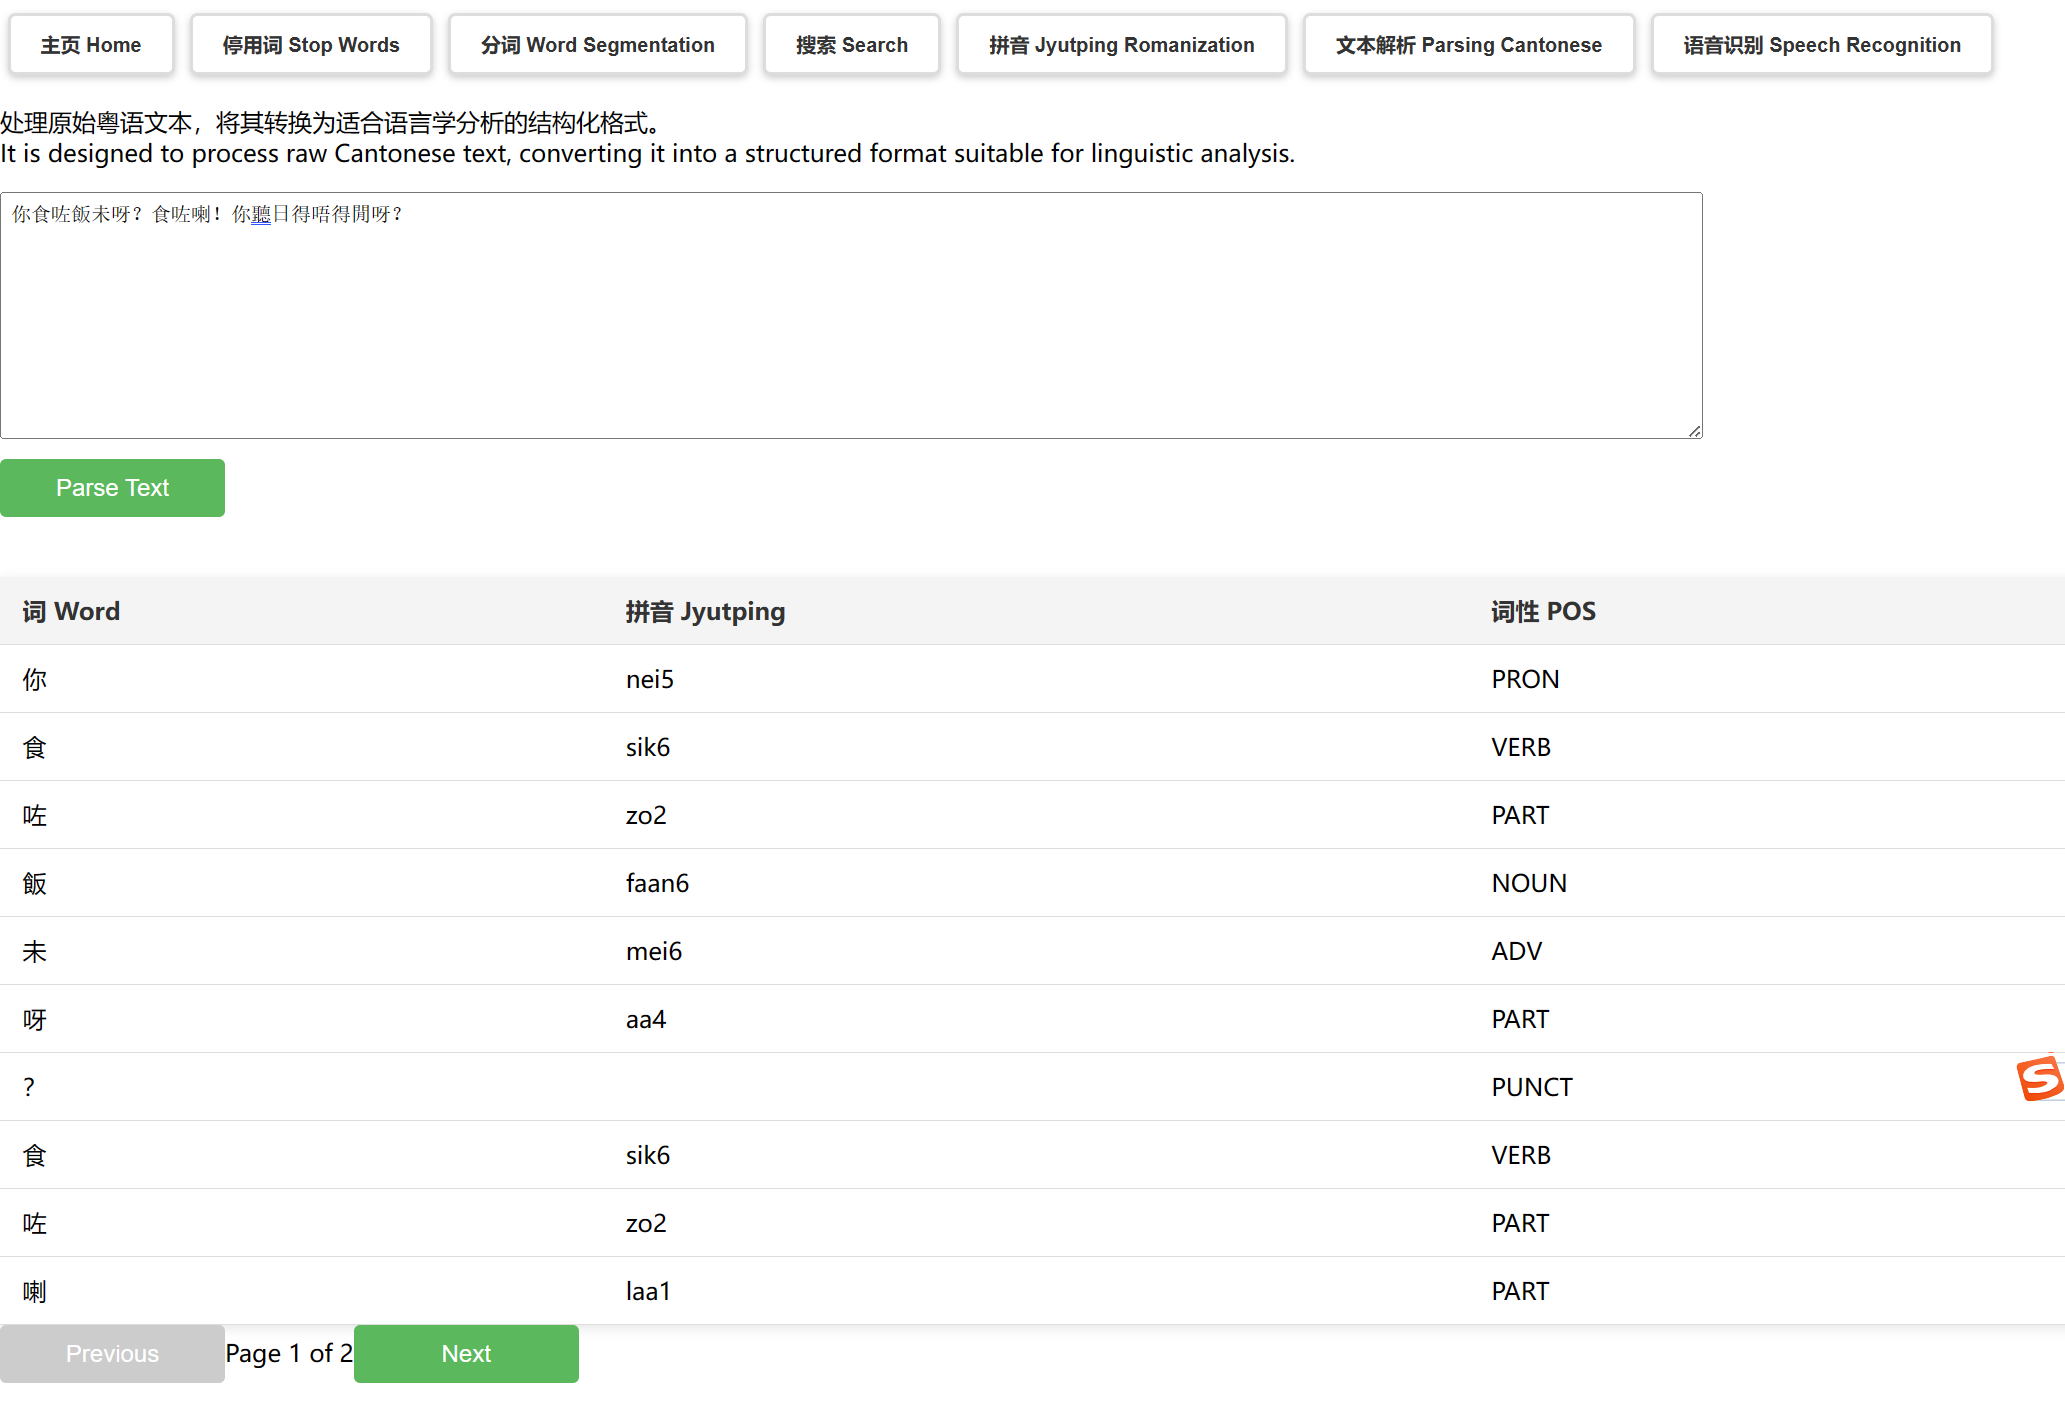 主页 Home 停用词 Stop Words 分词 Word Segmentation 搜索 Search 拼音 Jyutping Romanization 文本解析 Parsing Cantonese 语音识别 Speech Recognition
处理原始粤语文本，将其转换为适合语言学分析的结构化格式。
It is designed to process raw Cantonese text, converting it into a structured format suitable for linguistic analysis.
你食咗飯未呀？食咗喇！你聽日得唔得閒呀？
Parse Text
词 Word 拼音 Jyutping 词性 POS
你 nei5 PRON
食 sik6 VERB
咗 zo2 PART
飯 faan6 NOUN
未 mei6 ADV
呀 aa4 PART
？ PUNCT
食 sik6 VERB
咗 zo2 PART
喇 laa1 PART
Previous Page 1 of 2 Next